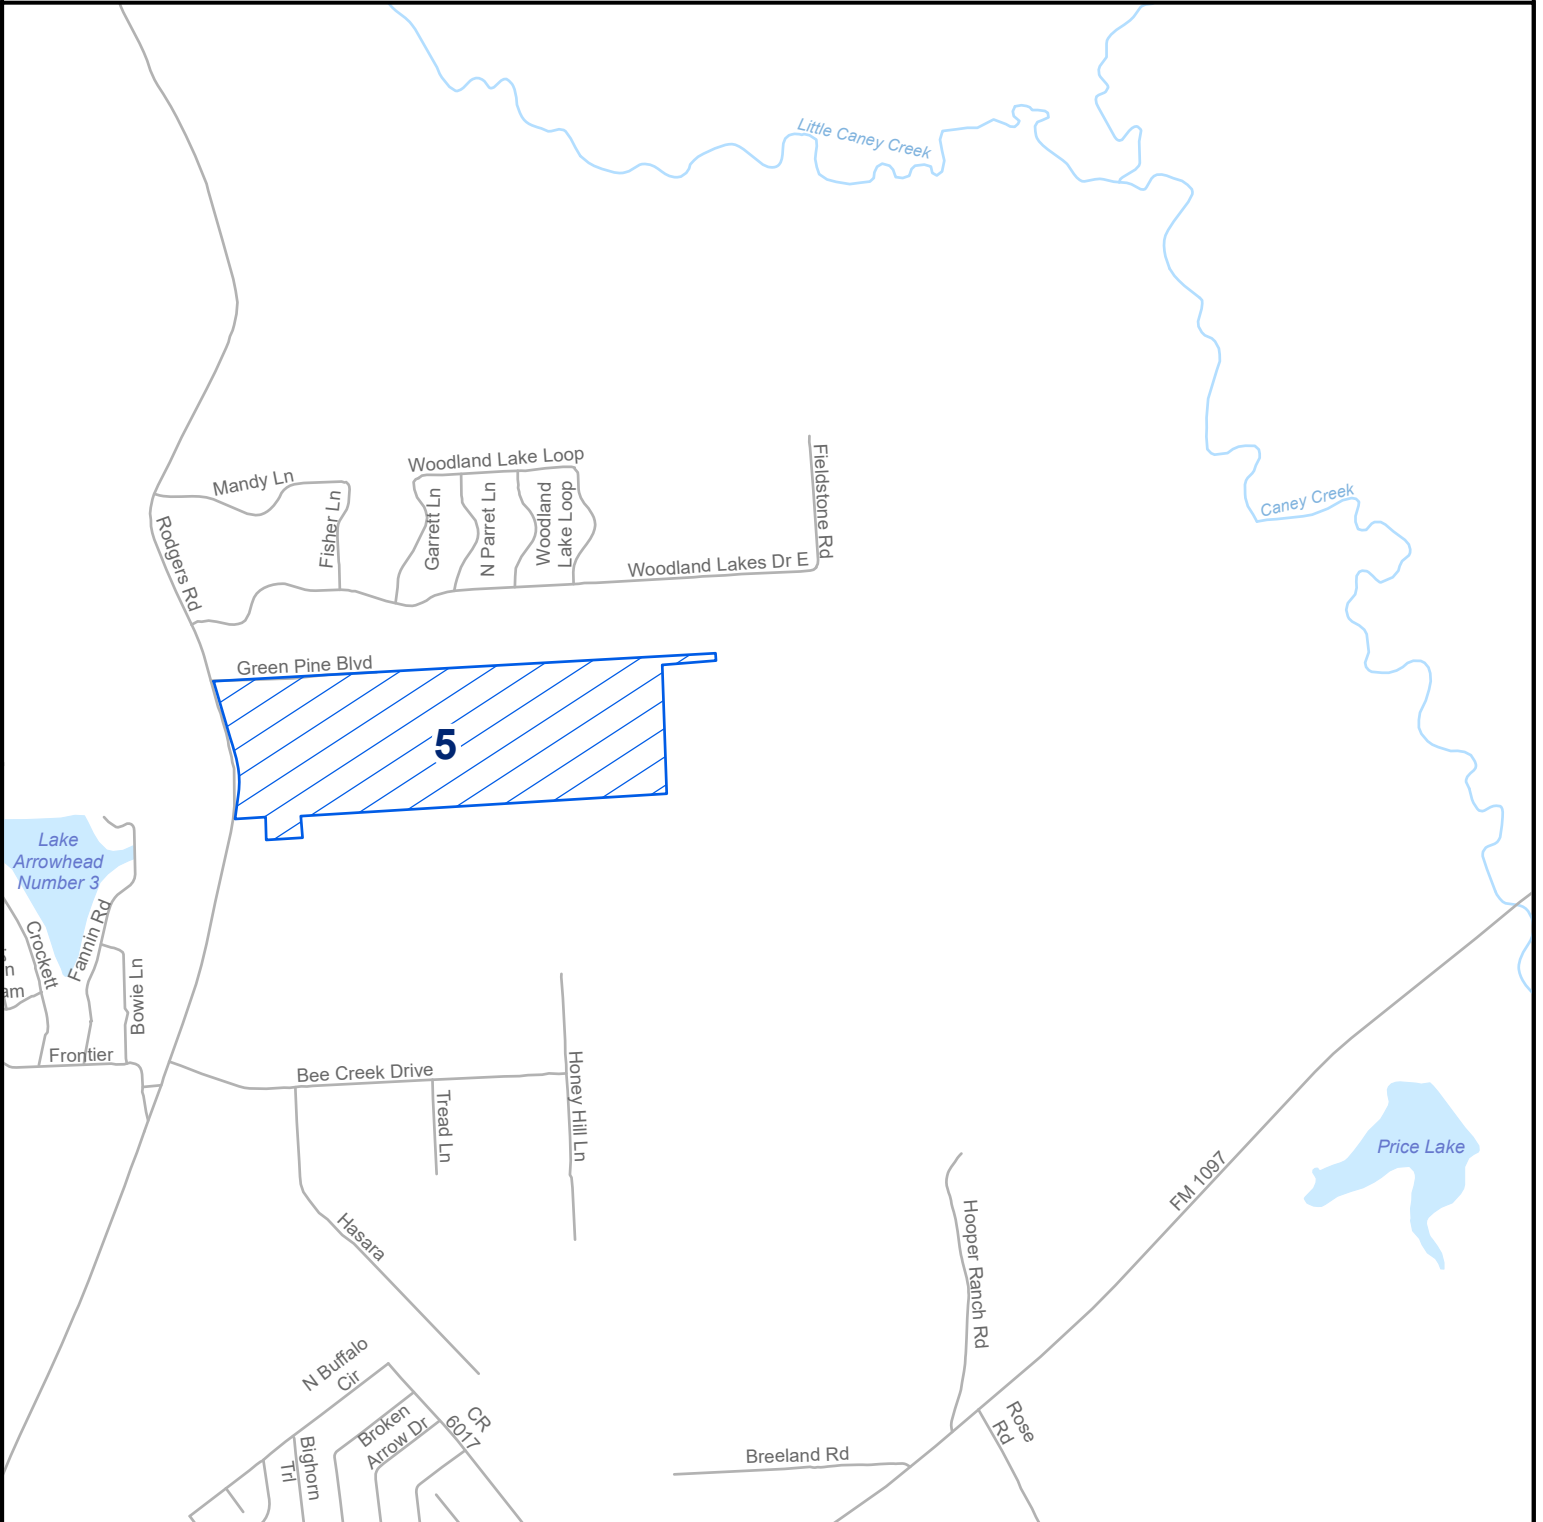 Little Caney Creek
Woodland Lake Loop
Mandy Ln
Fisher Ln
Garrett Ln
N Parret Ln
Woodland
Lake Loop
Fieldstone Rd
Caney Creek
Rodgers Rd
Woodland Lakes Dr E
Green Pine Blvd
5
Lake
Arrowhead
Number 3
Crockett
Fannin Rd
Bowie Ln
am
Frontier
Bee Creek Drive
Tread Ln
Honey Hill Ln
Hasara
Price Lake
FM 1097
Hooper Ranch Rd
N Buffalo
Cir
Broken
Arrow Dr
CR
6017
Bighorn
Trl
Rose
Rd
Breeland Rd